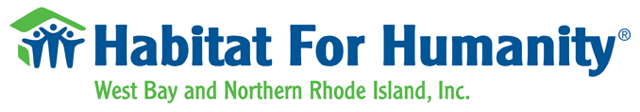 Habitat For Humanity®
West Bay and Northern Rhode Island, Inc.